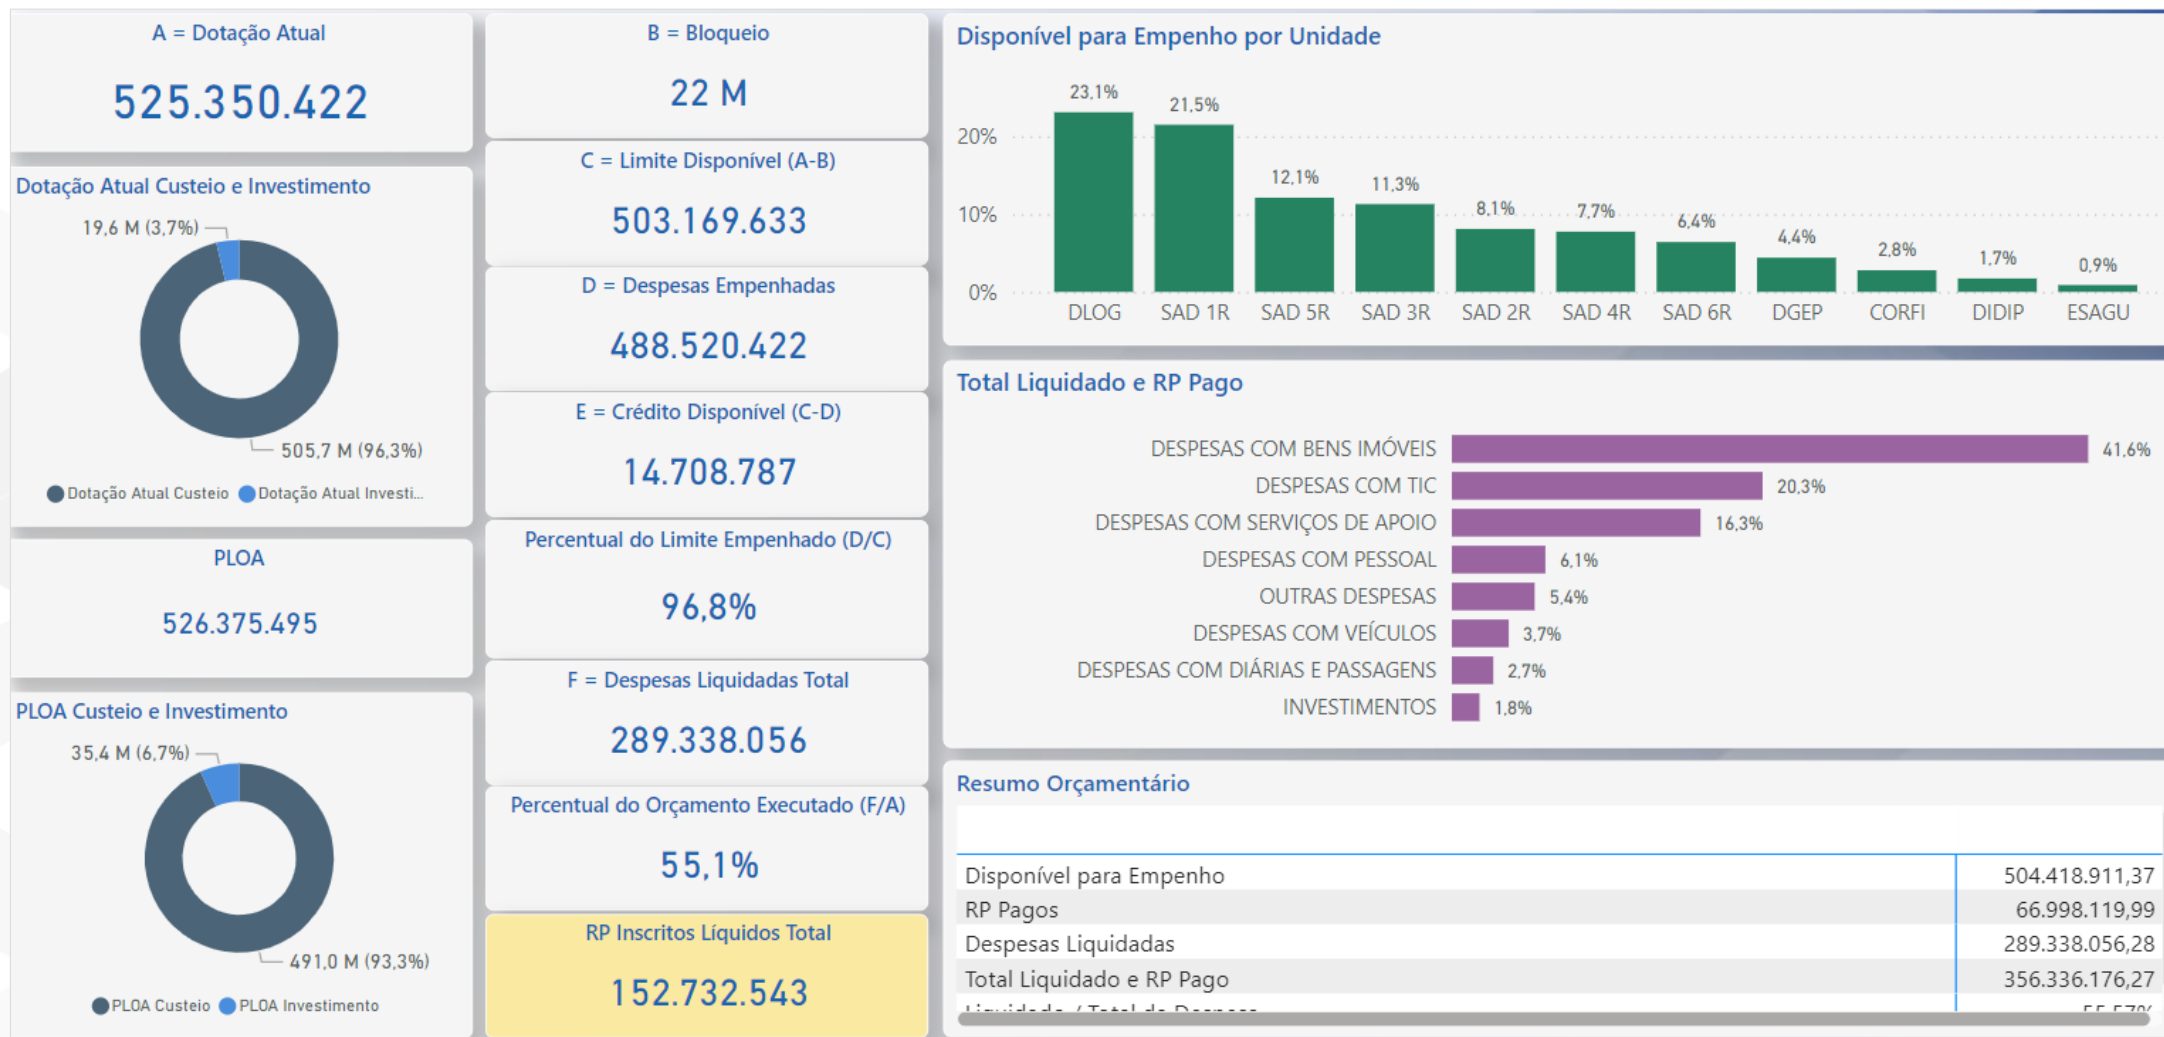 A = Dotação Atual
525.350.422
Dotação Atual Custeio e Investimento
19,6 M (3,7%)
505,7 M (96,3%)
Dotação Atual Custeio Dotação Atual Investi...
PLOA
526.375.495
PLOA Custeio e Investimento
35,4 M (6,7%)
491,0 M (93,3%)
PLOA Custeio PLOA Investimento
B = Bloqueio
22 M
C = Limite Disponível (A-B)
503.169.633
D = Despesas Empenhadas
488.520.422
E = Crédito Disponível (C-D)
14.708.787
Percentual do Limite Empenhado (D/C)
96,8%
F = Despesas Liquidadas Total
289.338.056
Percentual do Orçamento Executado (F/A)
55,1%
RP Inscritos Líquidos Total
152.732.543
Disponível para Empenho por Unidade
23,1% 21,5% 12,1% 11,3% 8,1% 7,7% 6,4% 4,4% 2,8% 1,7% 0,9%
20%
10%
0%
DLOG SAD 1R SAD 5R SAD 3R SAD 2R SAD 4R SAD 6R DGEP CORFI DIDIP ESAGU
Total Liquidado e RP Pago
DESPESAS COM BENS IMÓVEIS 41,6%
DESPESAS COM TIC 20,3%
DESPESAS COM SERVIÇOS DE APOIO 16,3%
DESPESAS COM PESSOAL 6,1%
OUTRAS DESPESAS 5,4%
DESPESAS COM VEÍCULOS 3,7%
DESPESAS COM DIÁRIAS E PASSAGENS 2,7%
INVESTIMENTOS 1,8%
Resumo Orçamentário
Disponível para Empenho 504.418.911,37
RP Pagos 66.998.119,99
Despesas Liquidadas 289.338.056,28
Total Liquidado e RP Pago 356.336.176,27